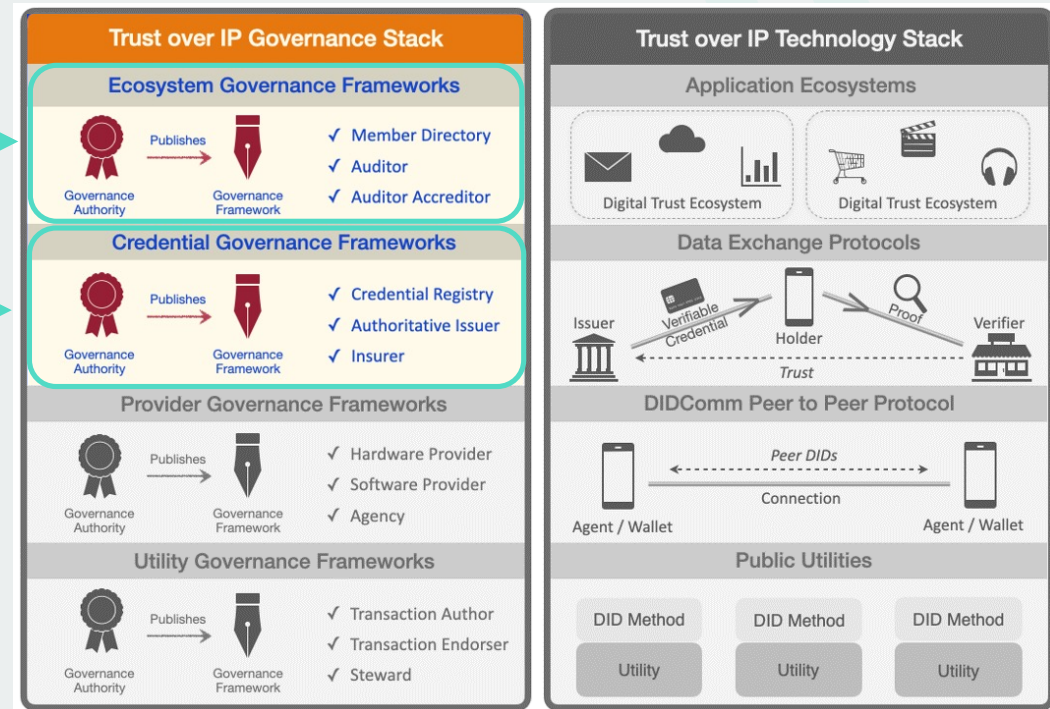 Trust over IP Governance Stack
Ecosystem Governance Frameworks
Publishes
Governance
Authority
Governance
Framework
✓ Member Directory
✓ Auditor
✓ Auditor Accreditor
Credential Governance Frameworks
Publishes
Governance
Authority
Governance
Framework
✓ Credential Registry
✓ Authoritative Issuer
✓ Insurer
Provider Governance Frameworks
Publishes
Governance
Authority
Governance
Framework
✓ Hardware Provider
✓ Software Provider
✓ Agency
Utility Governance Frameworks
Publishes
Governance
Authority
Governance
Framework
✓ Transaction Author
✓ Transaction Endorser
✓ Steward
Trust over IP Technology Stack
Application Ecosystems
Digital Trust Ecosystem
Digital Trust Ecosystem
Data Exchange Protocols
Issuer
Verifiable
Credential
Holder
Proof
Verifier
Trust
DIDComm Peer to Peer Protocol
Peer DIDs
Connection
Agent / Wallet
Agent / Wallet
Public Utilities
DID Method
DID Method
DID Method
Utility
Utility
Utility